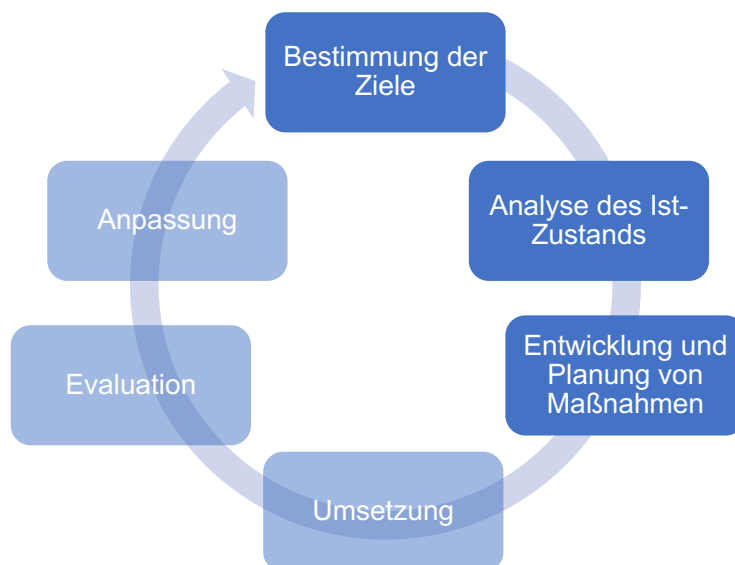 Bestimmung der
Ziele
Analyse des Ist-
Zustands
Entwicklung und
Planung von
Maßnahmen
Umsetzung
Evaluation
Anpassung